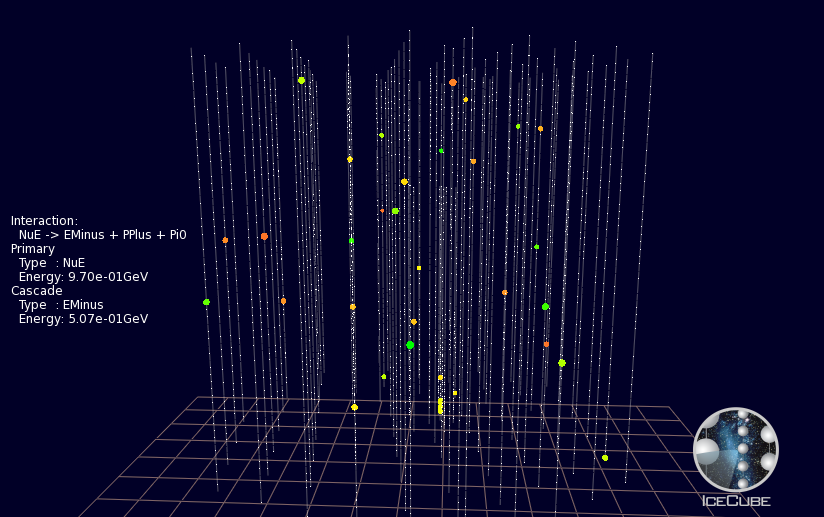 Interaction:
NuE -> EMinus + PPlus + Pi0
Primary
Type : NuE
Energy: 9.70e-01GeV
Cascade
Type : EMinus
Energy: 5.07e-01GeV
ICECUBE